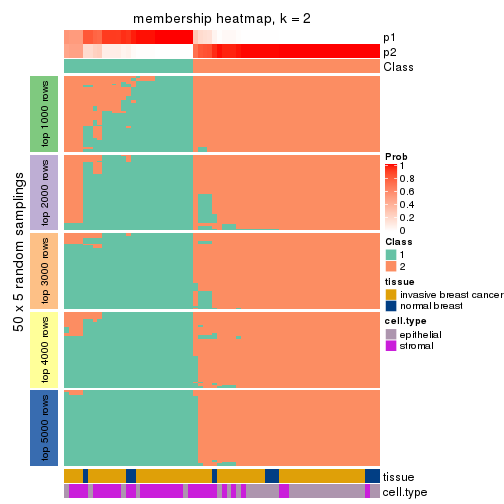 membership heatmap, k = 2
p1
p2
Class
50 x 5 random samplings
top 1000 rows
top 2000 rows
top 3000 rows
top 4000 rows
top 5000 rows
Prob
1
0.8
0.6
0.4
0.2
0
Class
1
2
tissue
invasive breast cancer
normal breast
cell.type
epithelial
stromal
tissue
cell.type